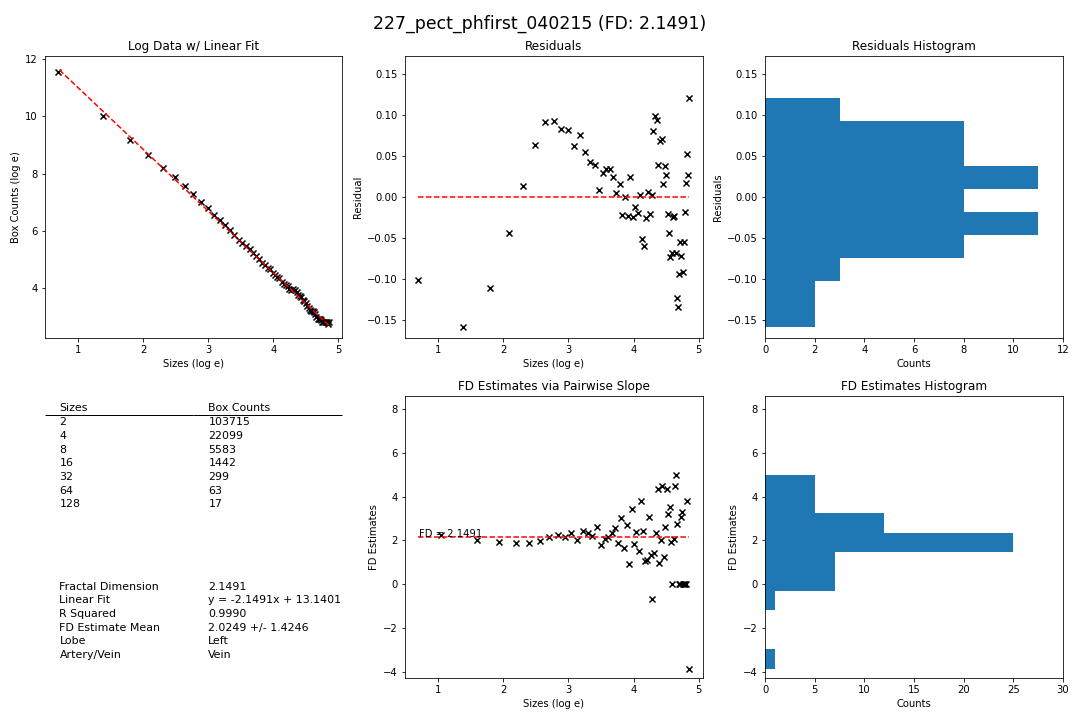 227_pect_phfirst_040215 (FD: 2.1491)
Log Data w/ Linear Fit
12
10
8
6
4
1
2
3
4
5
Box Counts (log e)
Sizes (log e)
Residuals
0.15
0.10
0.05
0.00
−0.05
−0.10
−0.15
1
2
3
4
5
Residual
Sizes (log e)
Residuals Histogram
0.15
0.10
0.05
0.00
−0.05
−0.10
−0.15
0
2
4
6
8
10
12
Residuals
Counts
Sizes Box Counts
2 103715
4 22099
8 5583
16 1442
32 299
64 63
128 17
Fractal Dimension 2.1491
Linear Fit y = -2.1491x + 13.1401
R Squared 0.9990
FD Estimate Mean 2.0249 +/- 1.4246
Lobe Left
Artery/Vein Vein
FD Estimates via Pairwise Slope
8
6
4
2
0
−2
−4
1
2
3
4
5
FD = 2.1491
FD Estimates
Sizes (log e)
FD Estimates Histogram
8
6
4
2
0
−2
−4
0
5
10
15
20
25
30
FD Estimates
Counts